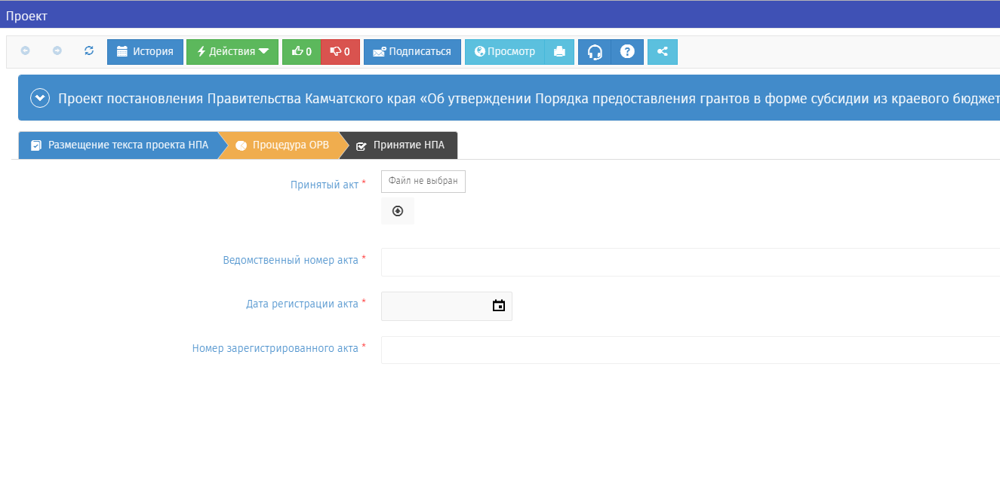 Проект
История Действия 0 0 Подписаться Просмотр ?
Проект постановления Правительства Камчатского края «Об утверждении Порядка предоставления грантов в форме субсидии из краевого бюджет
Размещение текста проекта НПА Процедура ОРВ Принятие НПА
Принятый акт * Файл не выбран
Ведомственный номер акта *
Дата регистрации акта *
Номер зарегистрированного акта *